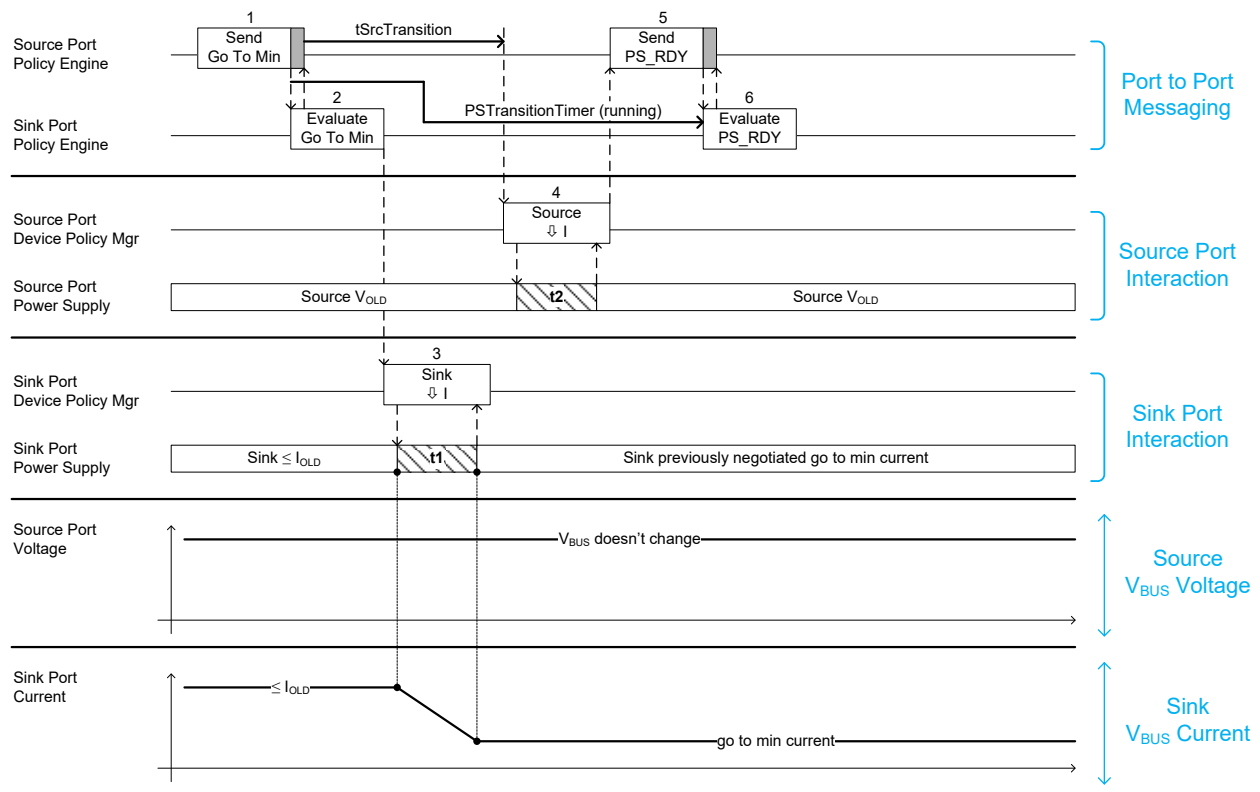 1
5
Source Port
Policy Engine
Send
Go To Min
tSrcTransition
Send
PS_RDY
Port to Port
Messaging
2
6
Sink Port
Policy Engine
Evaluate
Go To Min
PSTransitionTimer (running)
Evaluate
PS_RDY
4
Source Port
Device Policy Mgr
Source
⇩ I
Source Port
Interaction
Source Port
Power Supply
Source VOLD
t2
Source VOLD
3
Sink Port
Device Policy Mgr
Sink
⇩ I
Sink Port
Interaction
Sink Port
Power Supply
Sink ≤ IOLD
t1
Sink previously negotiated go to min current
Source Port
Voltage
VBUS doesn't change
Source
VBUS Voltage
Sink Port
Current
≤ IOLD
go to min current
Sink
VBUS Current